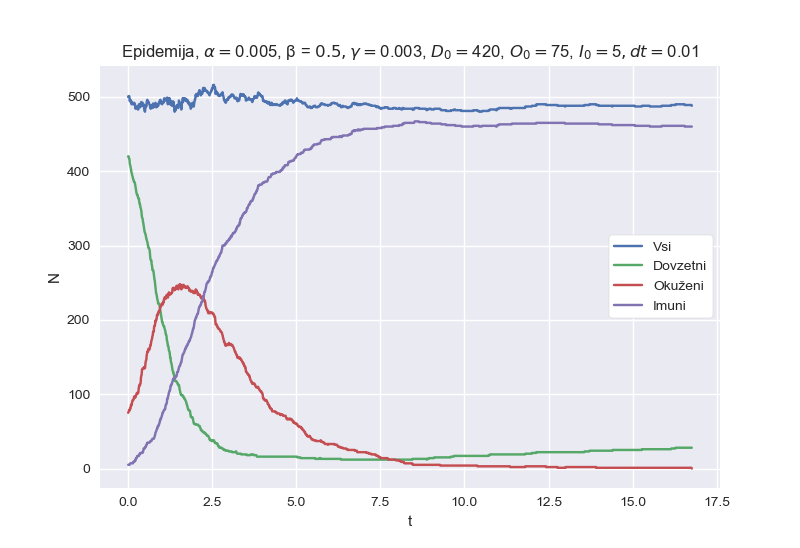 Epidemija, α = 0.005, β = 0.5, γ = 0.003, D₀ = 420, O₀ = 75, I₀ = 5, dt = 0.01
N
500
400
300
200
100
0
Vsi
Dovzetni
Okuženi
Imuni
0.0 2.5 5.0 7.5 10.0 12.5 15.0 17.5
t